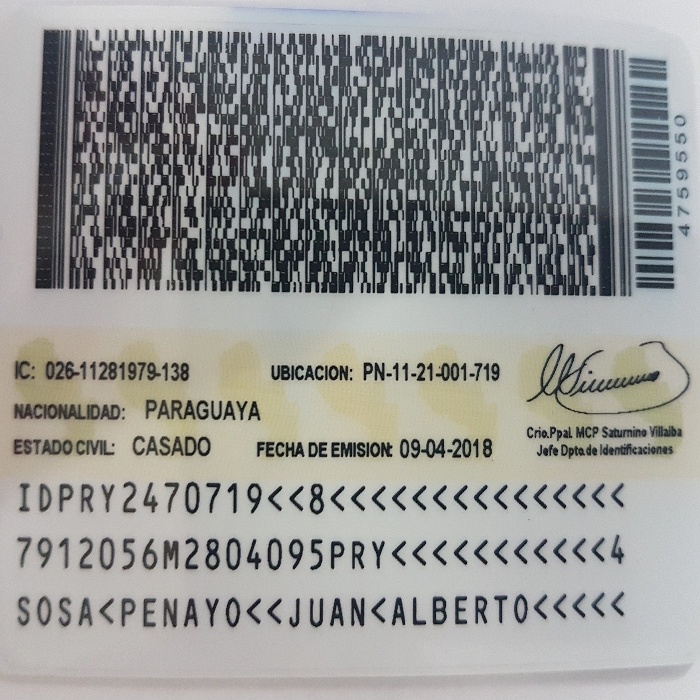 4759550
IC: 026-11281979-138 UBICACION: PN-11-21-001-719
NACIONALIDAD: PARAGUAYA
ESTADO CIVIL: CASADO FECHA DE EMISION: 09-04-2018
Crio.Ppal. MCP Saturnino Villalba
Jefe Dpto.de Identificaciones
IDPRY2470719<<8<<<<<<<<<<<<<<<
7912056M2804095PRY<<<<<<<<<<<4
SOSA<PENAYO<<JUAN<ALBERTO<<<<<